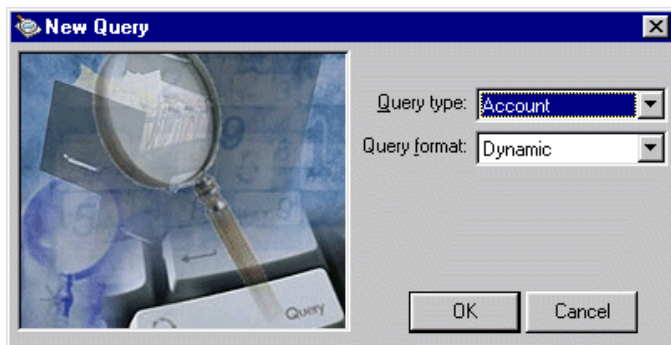 New Query
Query type: Account
Query format: Dynamic
Query
OK Cancel